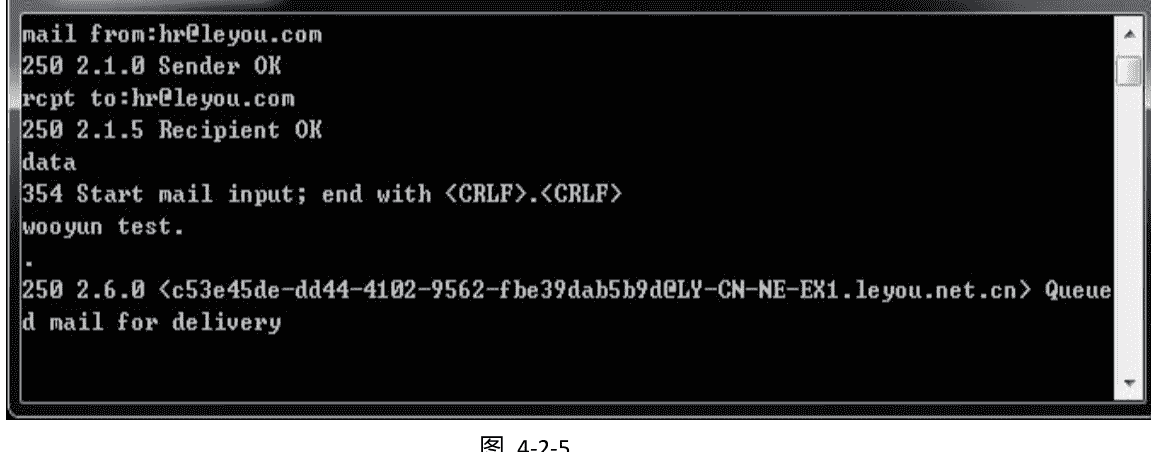 mail from:hr@leyou.com
250 2.1.0 Sender OK
rcpt to:hr@leyou.com
250 2.1.5 Recipient OK
data
354 Start mail input; end with <CRLF>.<CRLF>
wooyun test.
.
250 2.6.0 <c53e45de-dd44-4102-9562-fbe39dab5b9d@LY-CN-NE-EX1.leyou.net.cn> Queue
d mail for delivery
图 4-2-5